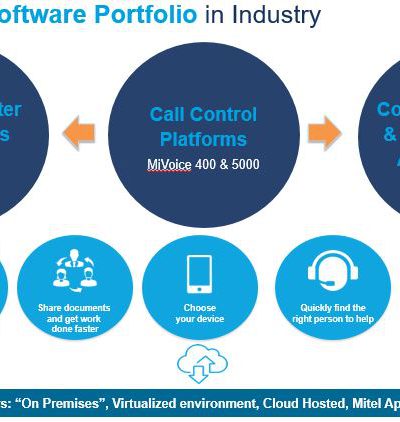 oftware Portfolio in Industry
ter
s
Call Control
Platforms
MiVoice 400 & 5000
Co
&
Share documents
and get work
done faster
Choose
your device
Quickly find the
right person to help
s: “On Premises”, Virtualized environment, Cloud Hosted, Mitel Ap